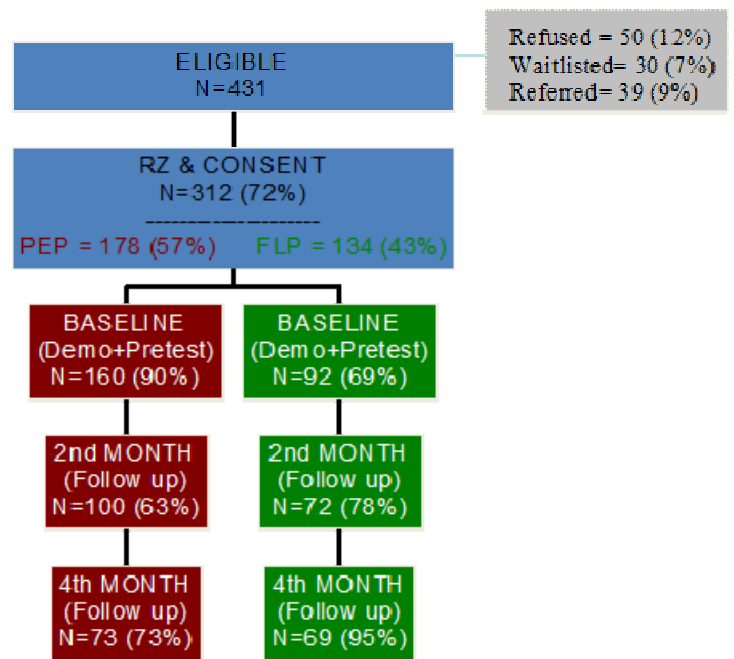 ELIGIBLE
N=431
Refused = 50 (12%)
Waitlisted= 30 (7%)
Referred= 39 (9%)
RZ & CONSENT
N=312 (72%)
---------------------
PEP = 178 (57%) FLP = 134 (43%)
BASELINE
(Demo+Pretest)
N=160 (90%)
BASELINE
(Demo+Pretest)
N=92 (69%)
2nd MONTH
(Follow up)
N=100 (63%)
2nd MONTH
(Follow up)
N=72 (78%)
4th MONTH
(Follow up)
N=73 (73%)
4th MONTH
(Follow up)
N=69 (95%)